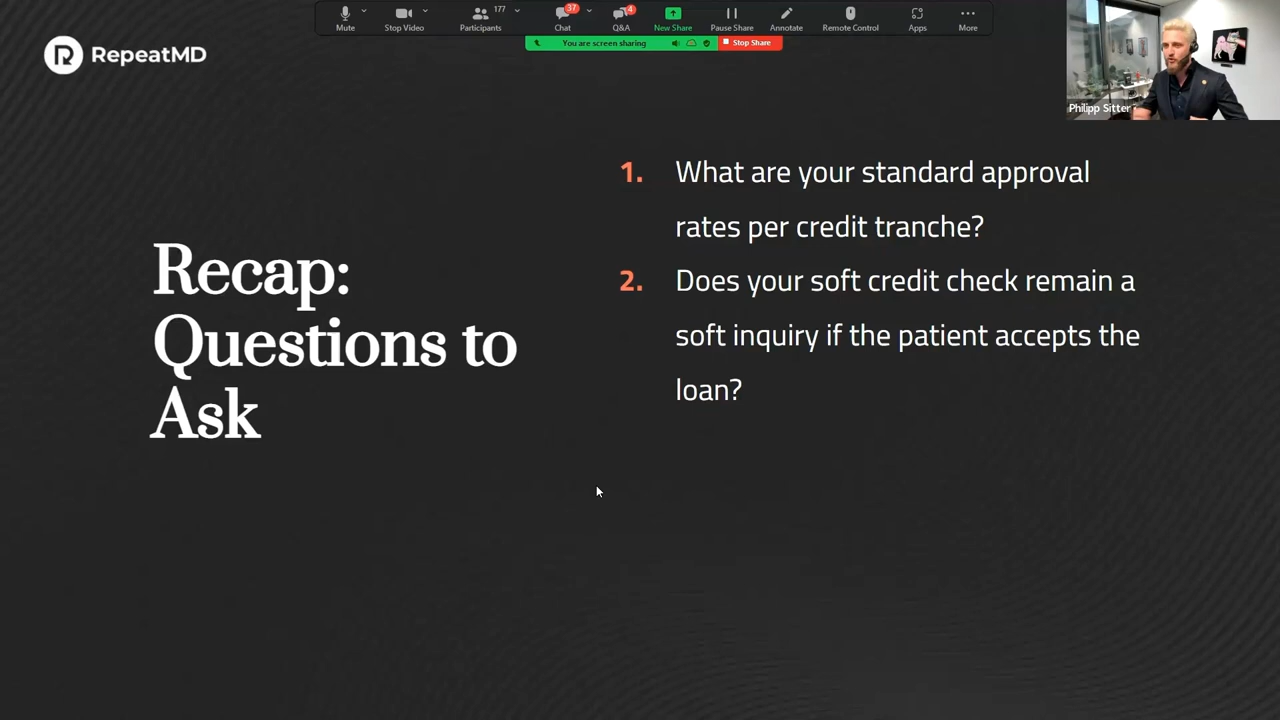 177
37
4
Mute
Stop Video
Participants
Chat
Q&A
New Share
Pause Share
Annotate
Remote Control
Apps
More
You are screen sharing
Stop Share
RepeatMD
Philipp Sitter
Recap:
Questions to
Ask
1. What are your standard approval
rates per credit tranche?
2. Does your soft credit check remain a
soft inquiry if the patient accepts the
loan?